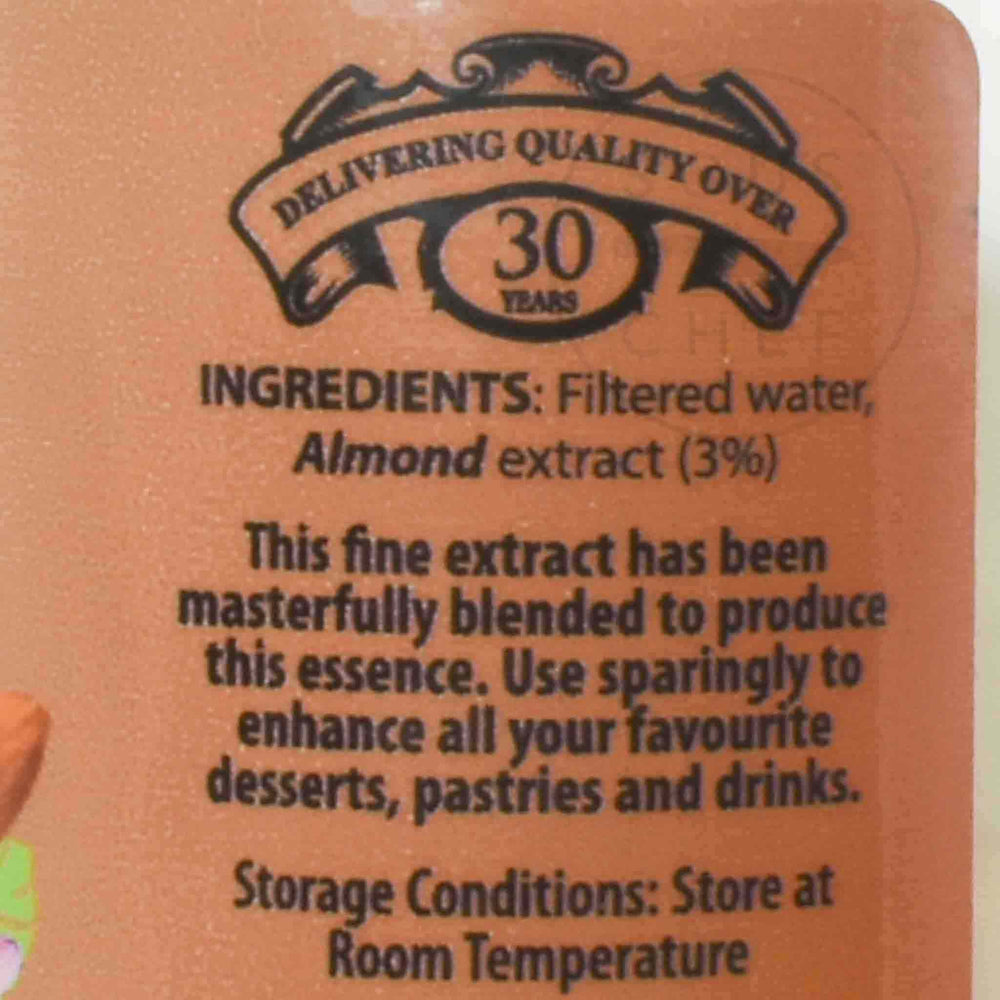 DELIVERING QUALITY OVER
30
YEARS
INGREDIENTS: Filtered water,
Almond extract (3%)
This fine extract has been
masterfully blended to produce
this essence. Use sparingly to
enhance all your favourite
desserts, pastries and drinks.
Storage Conditions: Store at
Room Temperature